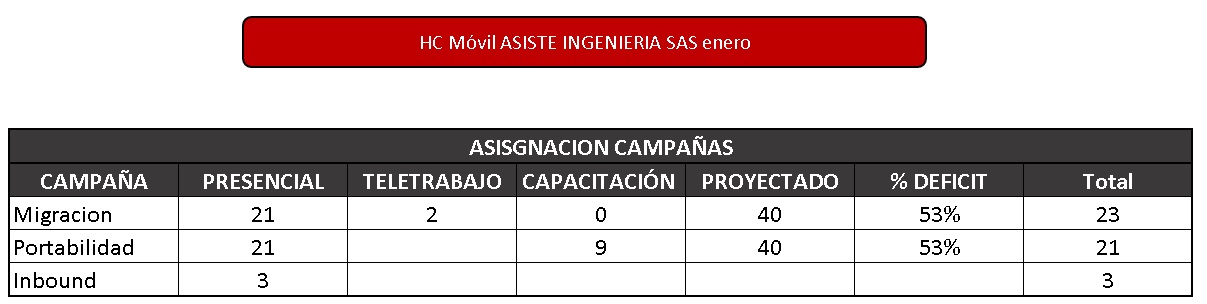 HC Móvil ASISTE INGENIERIA SAS enero
ASISGNACION CAMPAÑAS
CAMPAÑA PRESENCIAL TELETRABAJO CAPACITACIÓN PROYECTADO % DEFICIT Total
Migracion 21 2 0 40 53% 23
Portabilidad 21 9 40 53% 21
Inbound 3 3